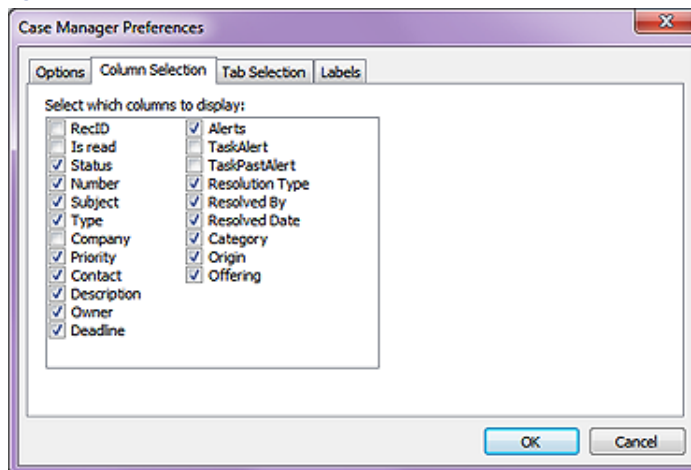 Case Manager Preferences
Options Column Selection Tab Selection Labels
Select which columns to display:
RecID
Is read
Status
Number
Subject
Type
Company
Priority
Contact
Description
Owner
Deadline
Alerts
TaskAlert
TaskPastAlert
Resolution Type
Resolved By
Resolved Date
Category
Origin
Offering
OK Cancel